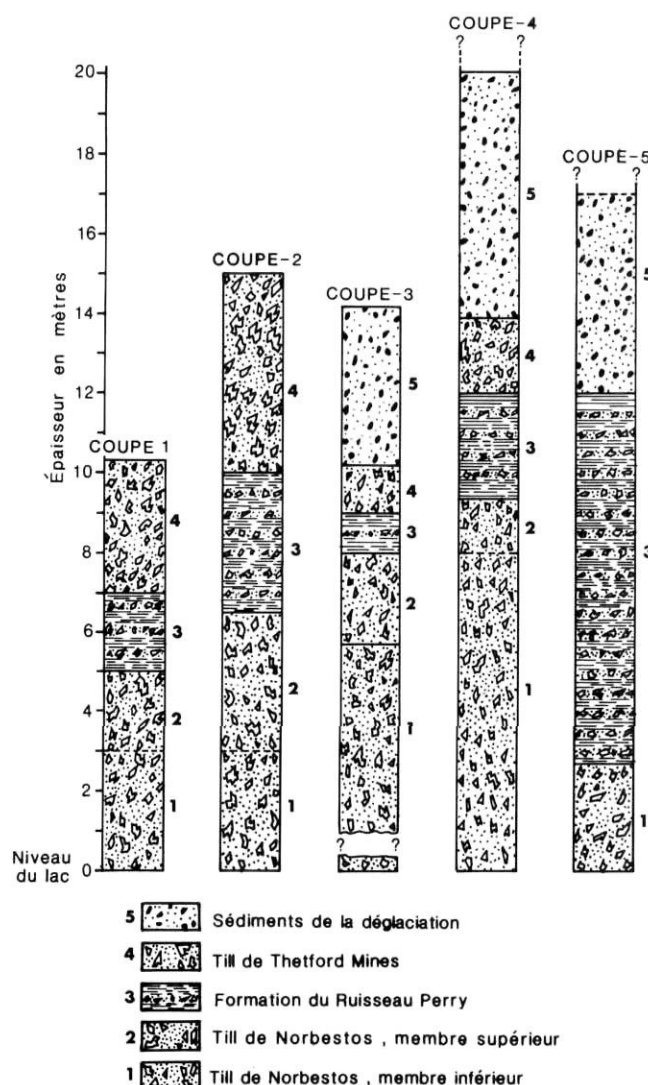 COUPE-4
? ?
20
COUPE-5
? ?
18
5
16
COUPE-2
5
14
COUPE-3
4
4
5
12
Épaisseur en mètres
COUPE 1
3
10
4
4
3
2
3
8
3
2
6
3
2
1
4
2
1
2
1
1
1
? ?
Niveau
du lac
0
5 Sédiments de la déglaciation
4 Till de Thetford Mines
3 Formation du Ruisseau Perry
2 Till de Norbestos , membre supérieur
1 Till de Norbestos , membre inférieur